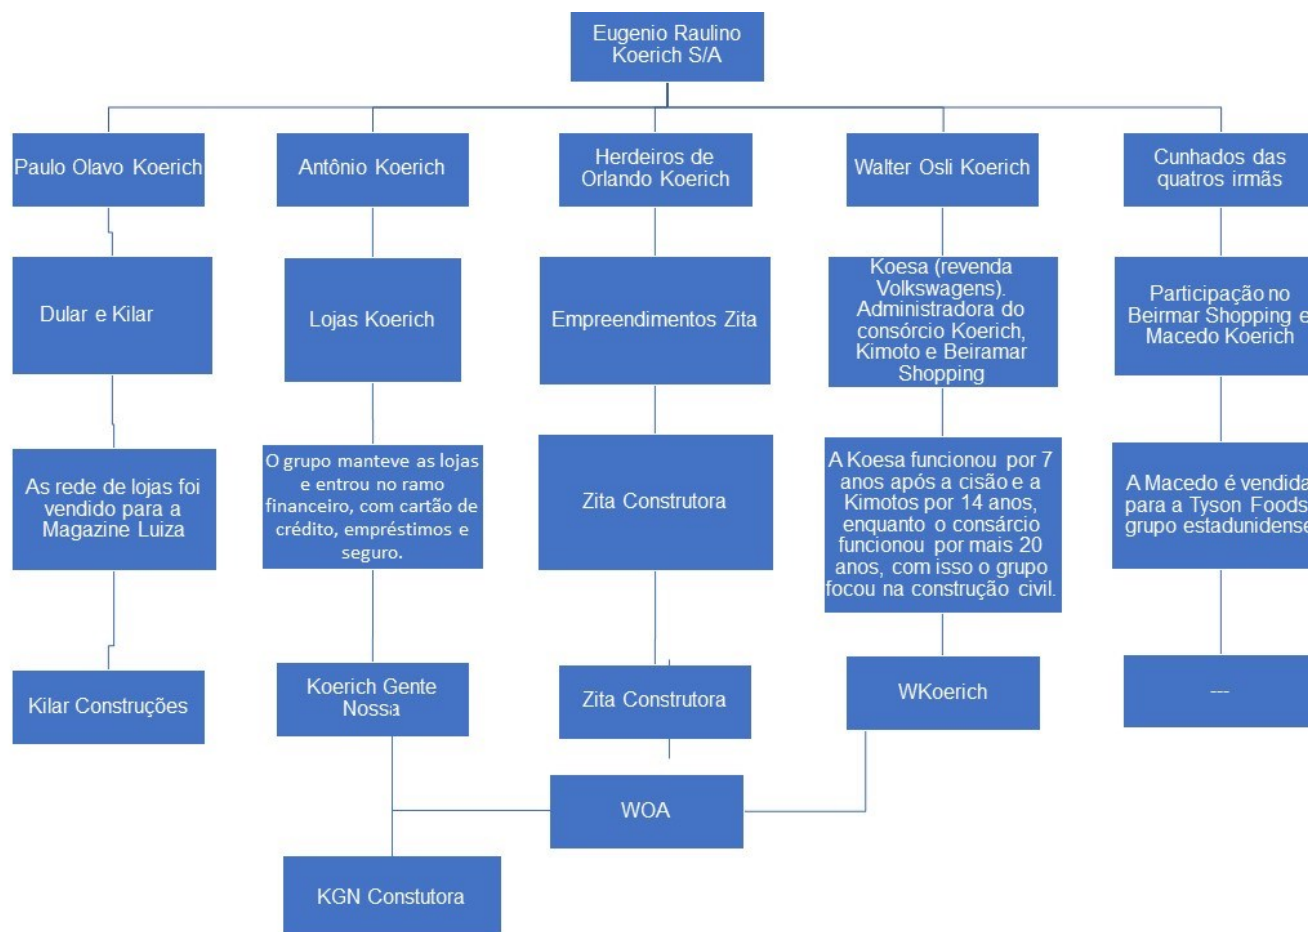 Eugenio Raulino
Koerich S/A
Paulo Olavo Koerich
Antônio Koerich
Herdeiros de
Orlando Koerich
Walter Osli Koerich
Cunhados das
quatros irmãs
Dular e Kilar
Lojas Koerich
Empreendimentos Zita
Koesa (revenda
Volkswagens).
Administradora do
consórcio Koerich,
Kimoto e Beiramar
Shopping
Participação no
Beirmar Shopping e
Macedo Koerich
As rede de lojas foi
vendido para a
Magazine Luiza
O grupo manteve as lojas
e entrou no ramo
financeiro, com cartão de
crédito, empréstimos e
seguro.
Zita Construtora
A Koesa funcionou por 7
anos após a cisão e a
Kimotos por 14 anos,
enquanto o consárcio
funcionou por mais 20
anos, com isso o grupo
focou na construção civil.
A Macedo é vendida
para a Tyson Foods,
grupo estadunidense
Kilar Construções
Koerich Gente
Nossa
Zita Construtora
WKoerich
---
WOA
KGN Constutora